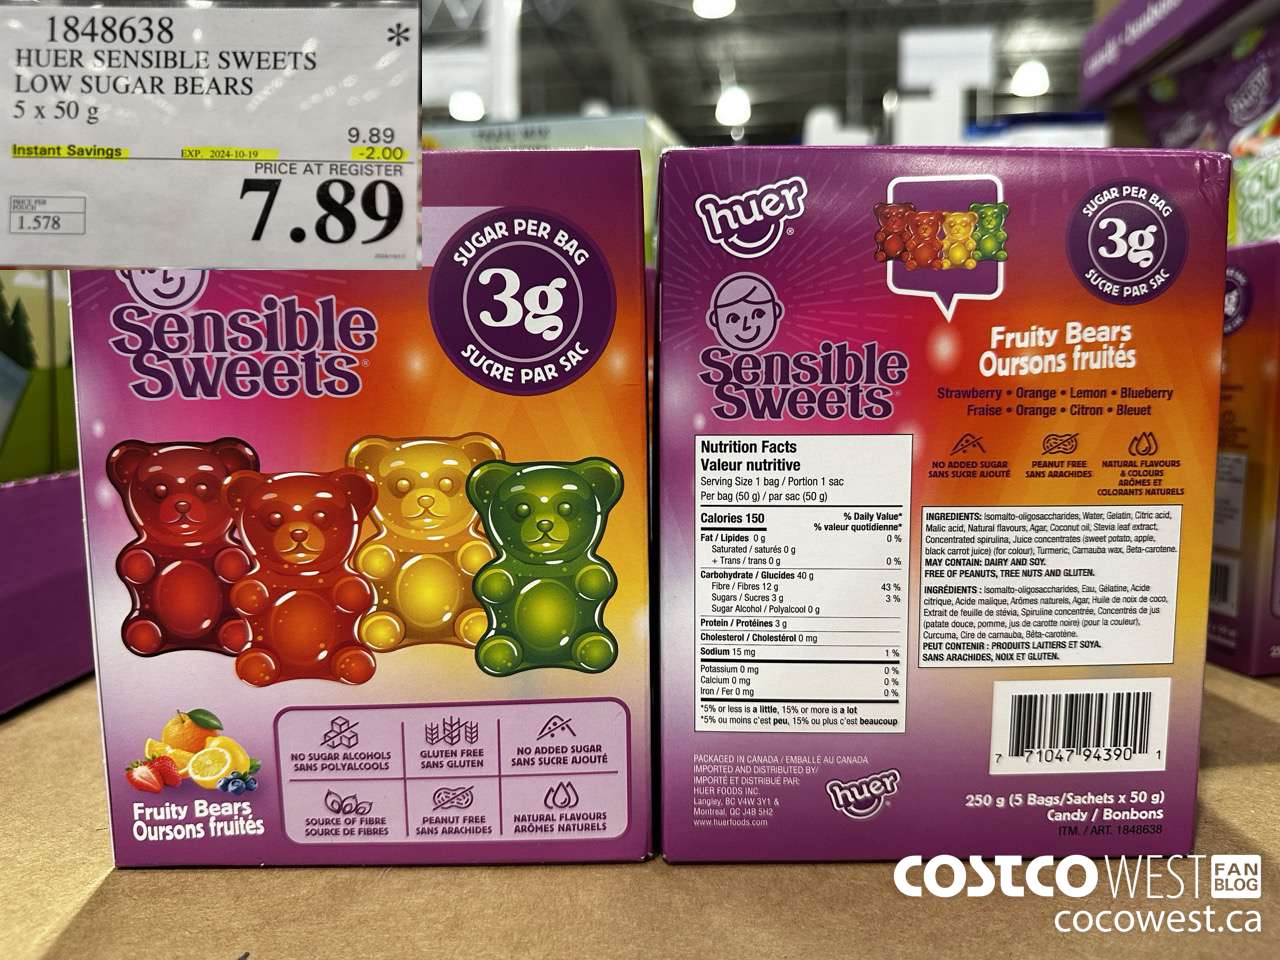 1848638 *
HUER SENSIBLE SWEETS
LOW SUGAR BEARS
5 x 50 g
9.89
Instant Savings EXP. 2024-10-19 -2.00
PRICE AT REGISTER
7.89
PRICE PER
POUCH
1.578
Sensible
Sweets®
SUGAR PER BAG
3g
SUCRE PAR SAC
NO SUGAR ALCOHOLS
SANS POLYALCOOLS
GLUTEN FREE
SANS GLUTEN
NO ADDED SUGAR
SANS SUCRE AJOUTÉ
SOURCE OF FIBRE
SOURCE DE FIBRES
PEANUT FREE
SANS ARACHIDES
NATURAL FLAVOURS
ARÔMES NATURELS
Fruity Bears
Oursons fruités
huer®
Sensible
Sweets
SUGAR PER BAG
3g
SUCRE PAR SAC
Fruity Bears
Oursons fruités
Strawberry • Orange • Lemon • Blueberry
Fraise • Orange • Citron • Bleuet
NO ADDED SUGAR
SANS SUCRE AJOUTÉ
PEANUT FREE
SANS ARACHIDES
NATURAL FLAVOURS
& COLOURS
ARÔMES ET
COLORANTS NATURELS
Nutrition Facts
Valeur nutritive
Serving Size 1 bag / Portion 1 sac
Per bag (50 g) / par sac (50 g)
Calories 150 % Daily Value*
% valeur quotidienne*
Fat / Lipides 0 g 0 %
Saturated / saturés 0 g
+ Trans / trans 0 g 0 %
Carbohydrate / Glucides 40 g
Fibre / Fibres 12 g 43 %
Sugars / Sucres 3 g 3 %
Sugar Alcohol / Polyalcool 0 g
Protein / Protéines 3 g
Cholesterol / Cholestérol 0 mg
Sodium 15 mg 1 %
Potassium 0 mg 0 %
Calcium 0 mg 0 %
Iron / Fer 0 mg 0 %
*5% or less is a little, 15% or more is a lot
*5% ou moins c'est peu, 15% ou plus c'est beaucoup
INGREDIENTS: Isomalto-oligosaccharides, Water, Gelatin, Citric acid,
Malic acid, Natural flavours, Agar, Coconut oil, Stevia leaf extract,
Concentrated spirulina, Juice concentrates (sweet potato, apple,
black carrot juice) (for colour), Turmeric, Carnauba wax, Beta-carotene.
MAY CONTAIN: DAIRY AND SOY.
FREE OF PEANUTS, TREE NUTS AND GLUTEN.
INGRÉDIENTS : Isomalto-oligosaccharides, Eau, Gélatine, Acide
citrique, Acide malique, Arômes naturels, Agar, Huile de noix de coco,
Extrait de feuille de stévia, Spiruline concentrée, Concentrés de jus
(patate douce, pomme, jus de carotte noire) (pour la couleur),
Curcuma, Cire de carnauba, Bêta-carotène.
PEUT CONTENIR : PRODUITS LAITIERS ET SOYA.
SANS ARACHIDES, NOIX ET GLUTEN.
PACKAGED IN CANADA / EMBALLÉ AU CANADA
IMPORTED AND DISTRIBUTED BY/
IMPORTÉ ET DISTRIBUÉ PAR:
HUER FOODS INC.
Langley, BC V4W 3Y1 &
Montreal, QC J4B 5H2
www.huerfoods.com
huer
7 71047 94390 1
250 g (5 Bags/Sachets x 50 g)
Candy / Bonbons
ITM. / ART. 1848638
COSTCO WEST FAN
BLOG
cocowest.ca